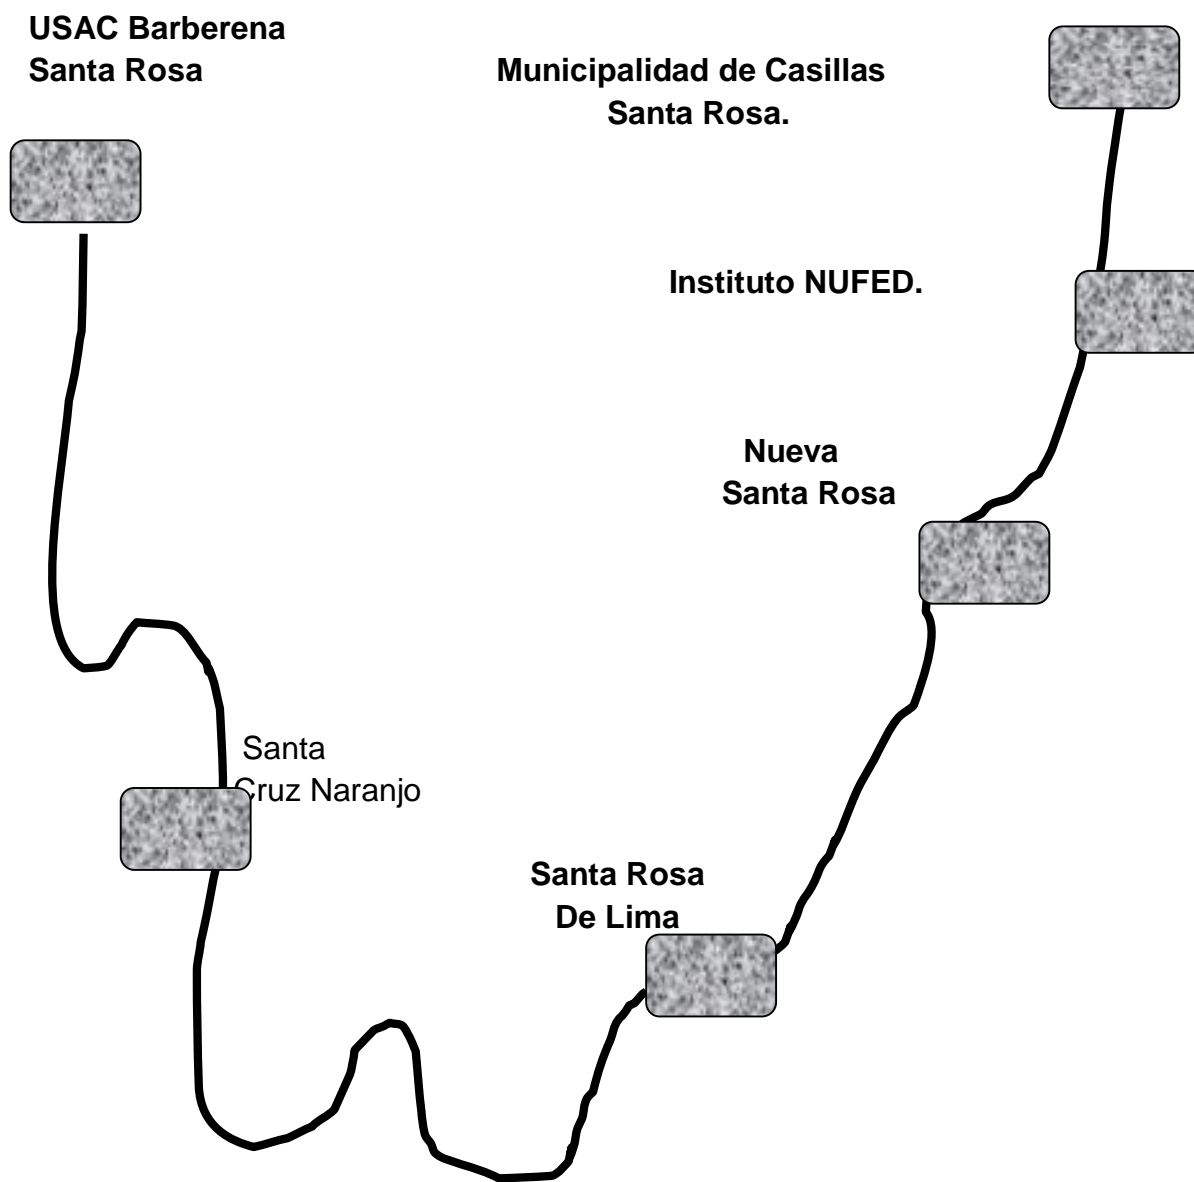 USAC Barberena
Santa Rosa
Municipalidad de Casillas
Santa Rosa.
Instituto NUFED.
Nueva
Santa Rosa
Santa
Cruz Naranjo
Santa Rosa
De Lima